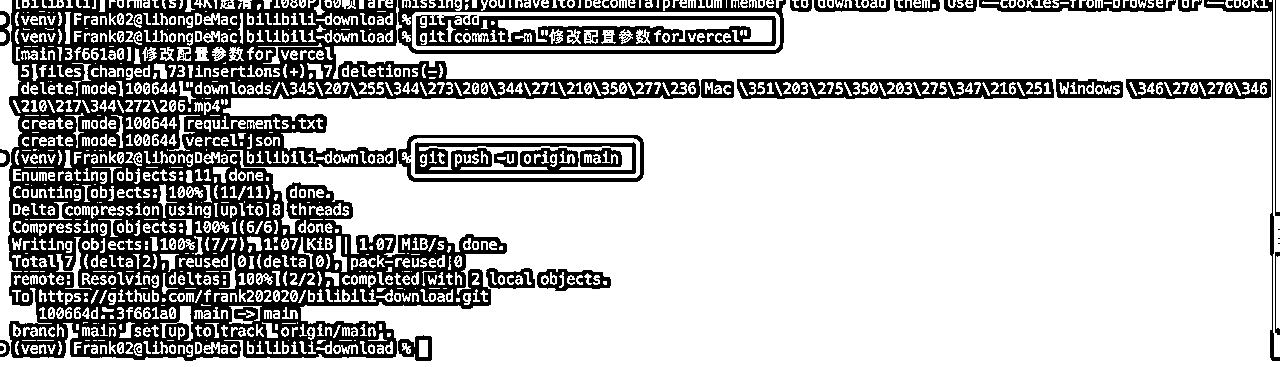 [BiliBili] Format(s) 4K 超清, 1080P 60帧 are missing; you have to become a premium member to download them. Use --cookies-from-browser or --cooki
(venv) Frank02@lihongDeMac bilibili-download % git add .
(venv) Frank02@lihongDeMac bilibili-download % git commit -m "修改配置参数for vercel"
[main 3f661a0] 修改配置参数for vercel
5 files changed, 73 insertions(+), 7 deletions(-)
delete mode 100644 "downloads/\345\207\255\344\273\200\344\271\210\350\277\236 Mac \351\203\275\350\203\275\347\216\251 Windows \346\270\270\346
\210\217\344\272\206.mp4"
create mode 100644 requirements.txt
create mode 100644 vercel.json
(venv) Frank02@lihongDeMac bilibili-download % git push -u origin main
Enumerating objects: 11, done.
Counting objects: 100% (11/11), done.
Delta compression using up to 8 threads
Compressing objects: 100% (6/6), done.
Writing objects: 100% (7/7), 1.07 KiB | 1.07 MiB/s, done.
Total 7 (delta 2), reused 0 (delta 0), pack-reused 0
remote: Resolving deltas: 100% (2/2), completed with 2 local objects.
To https://github.com/frank202020/bilibili-download.git
100664d..3f661a0 main -> main
branch 'main' set up to track 'origin/main'.
(venv) Frank02@lihongDeMac bilibili-download %